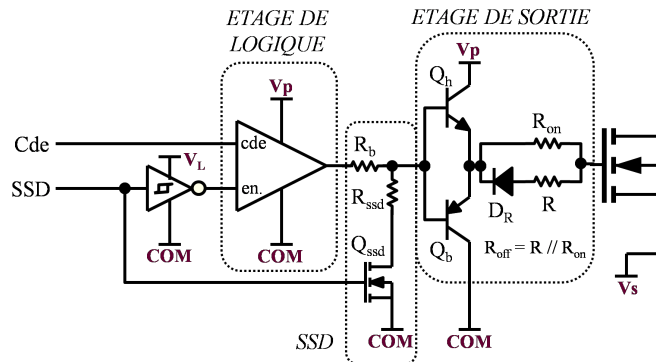 ETAGE DE
LOGIQUE
ETAGE DE SORTIE
Vp
Vp
Qh
Cde
cde
Rb
Ron
VL
SSD
en.
Rssd
DR
R
COM
COM
Qssd
Qb
Roff = R // Ron
Vs
SSD
COM
COM